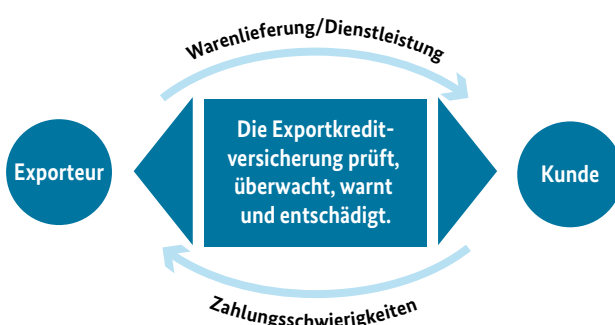 Warenlieferung/Dienstleistung
Exporteur
Die Exportkredit-
versicherung prüft,
überwacht, warnt
und entschädigt.
Kunde
Zahlungsschwierigkeiten